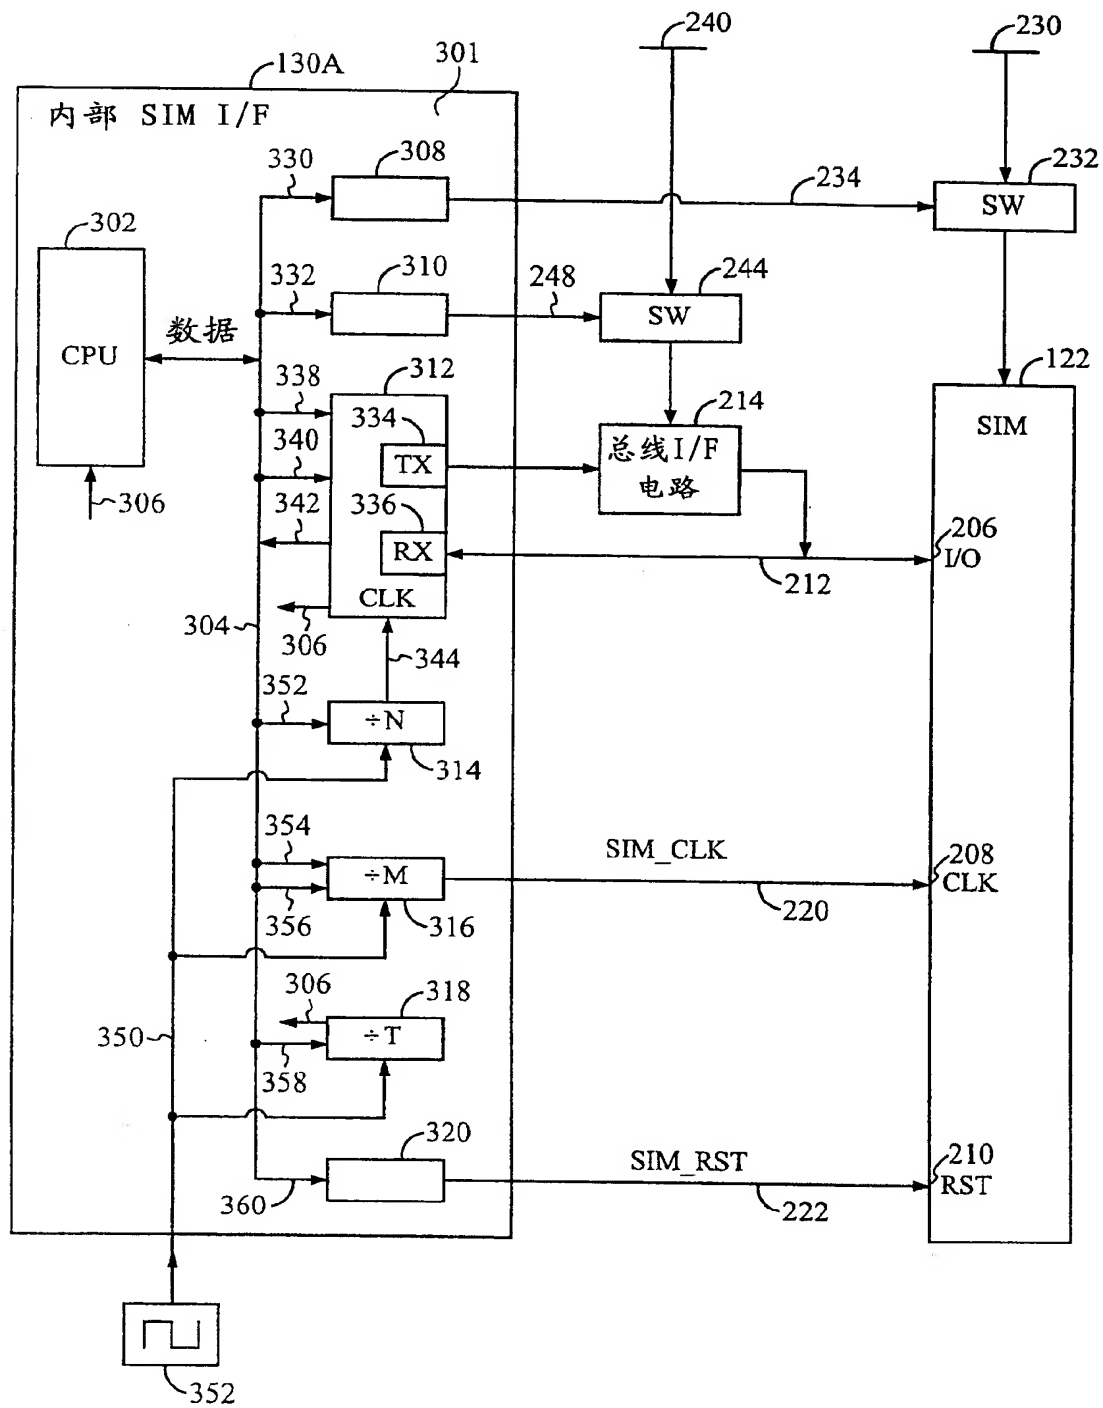 240
230
130A
301
内部 SIM I/F
330
308
234
232
SW
302
332
310
248
244
SW
数据
CPU
338
312
122
334
214
SIM
340
TX
总线I/F
电路
306
342
336
206
RX
I/O
212
CLK
304
306
344
352
÷N
314
354
SIM_CLK
208
÷M
CLK
356
316
220
306
318
350
÷T
358
320
SIM_RST
210
RST
360
222
352